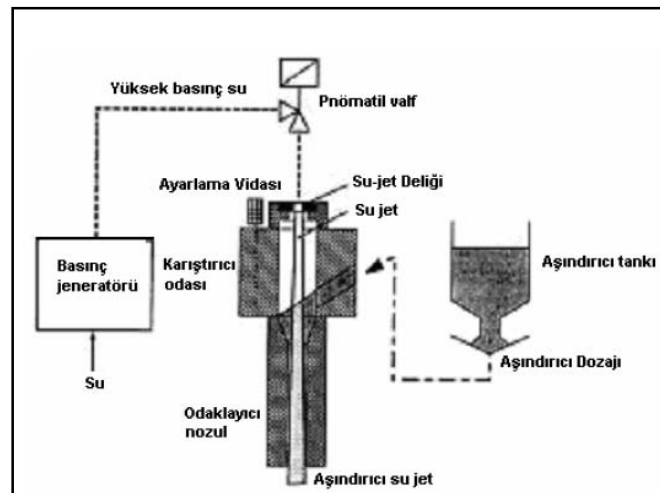 Yüksek basınç su
Pnömatil valf
Ayarlama Vidası
Su-jet Deliği
Su jet
Basınç
jeneratörü
Karıştırıcı
odası
Aşındırıcı tankı
Aşındırıcı Dozajı
Su
Odaklayıcı
nozul
Aşındırıcı su jet